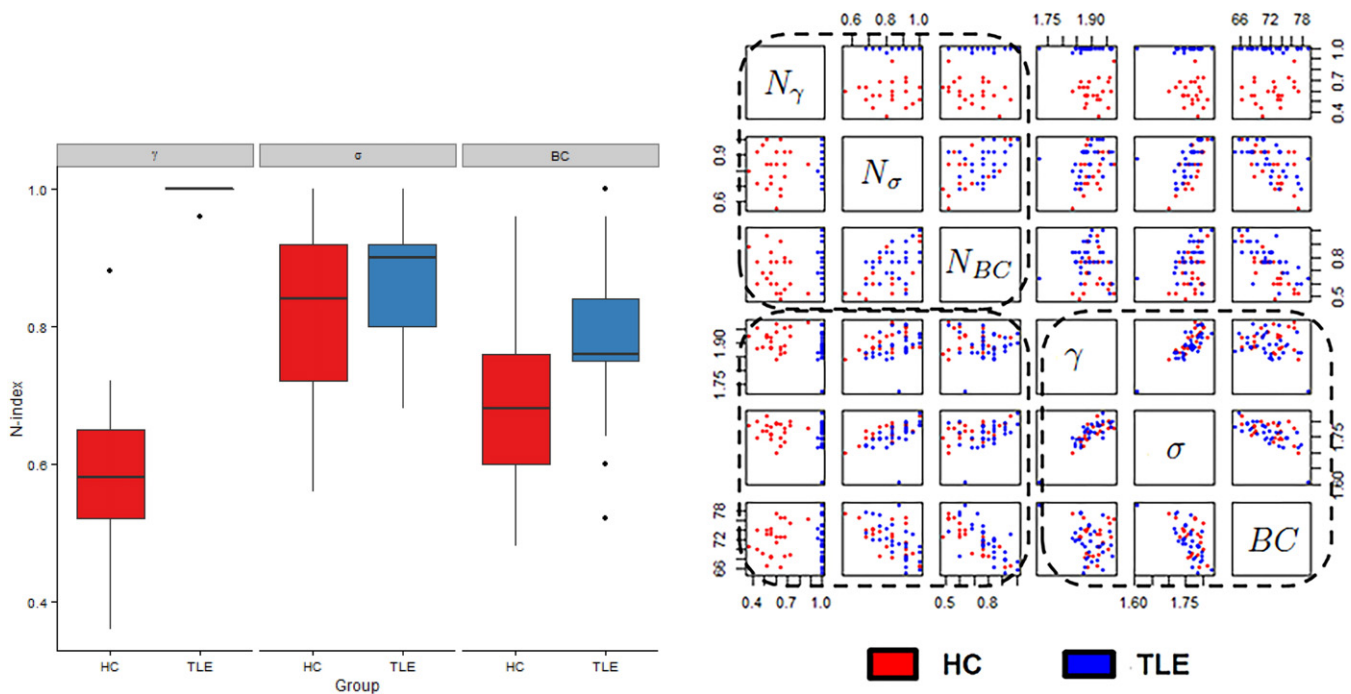 γ σ BC
N-index
1.0
0.8
0.6
0.4
HC TLE HC TLE HC TLE
Group
0.6 0.8 1.0 1.75 1.90 66 72 78
Nγ
0.4 0.7 1.0
0.6 0.9
Nσ
NBC
0.5 0.8
1.75 1.90
γ
σ
1.60 1.75
66 72 78
BC
0.4 0.7 1.0 0.5 0.8 1.60 1.75
HC TLE